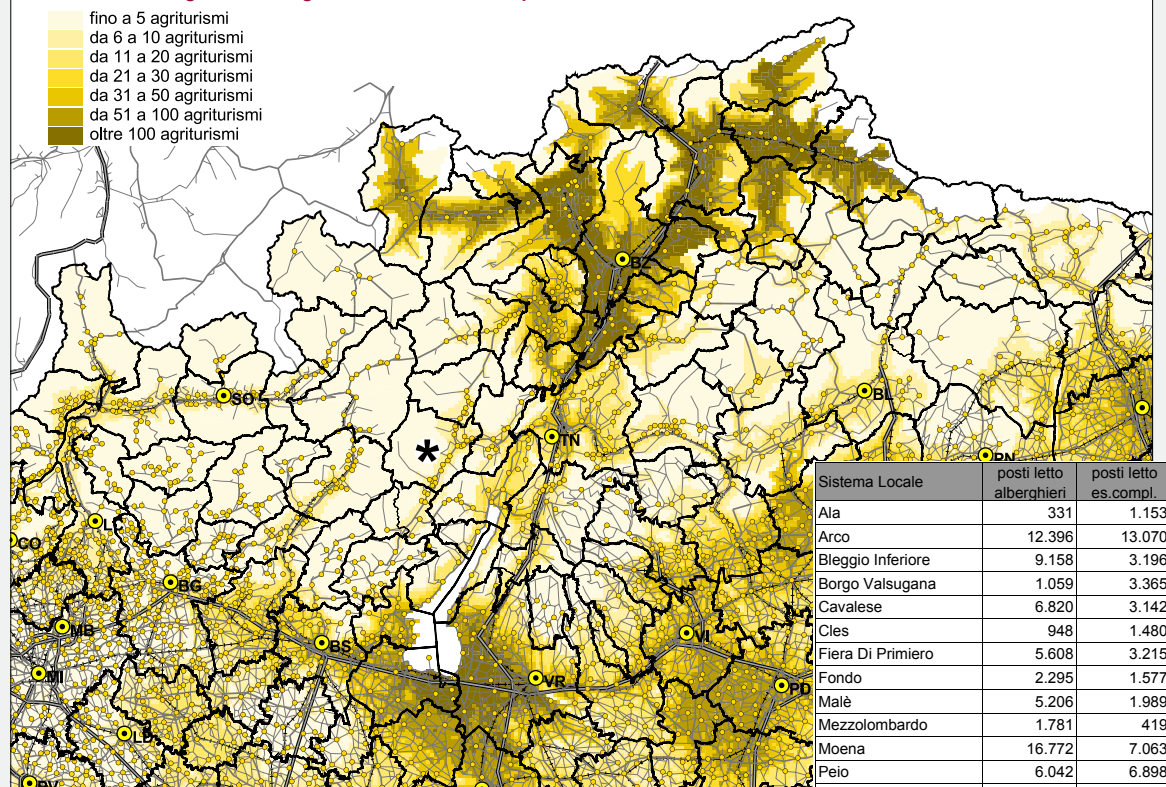 fino a 5 agriturismi
da 6 a 10 agriturismi
da 11 a 20 agriturismi
da 21 a 30 agriturismi
da 31 a 50 agriturismi
da 51 a 100 agriturismi
oltre 100 agriturismi
BZ
SO
BL
*
TN
PN
CO
BG
MB
BS
VI
MI
VR
PD
Sistema Locale posti letto alberghieri posti letto es.compl.
Ala 331 1.153
Arco 12.396 13.070
Bleggio Inferiore 9.158 3.196
Borgo Valsugana 1.059 3.365
Cavalese 6.820 3.142
Cles 948 1.480
Fiera Di Primiero 5.608 3.215
Fondo 2.295 1.577
Malè 5.206 1.989
Mezzolombardo 1.781 419
Moena 16.772 7.063
Peio 6.042 6.898